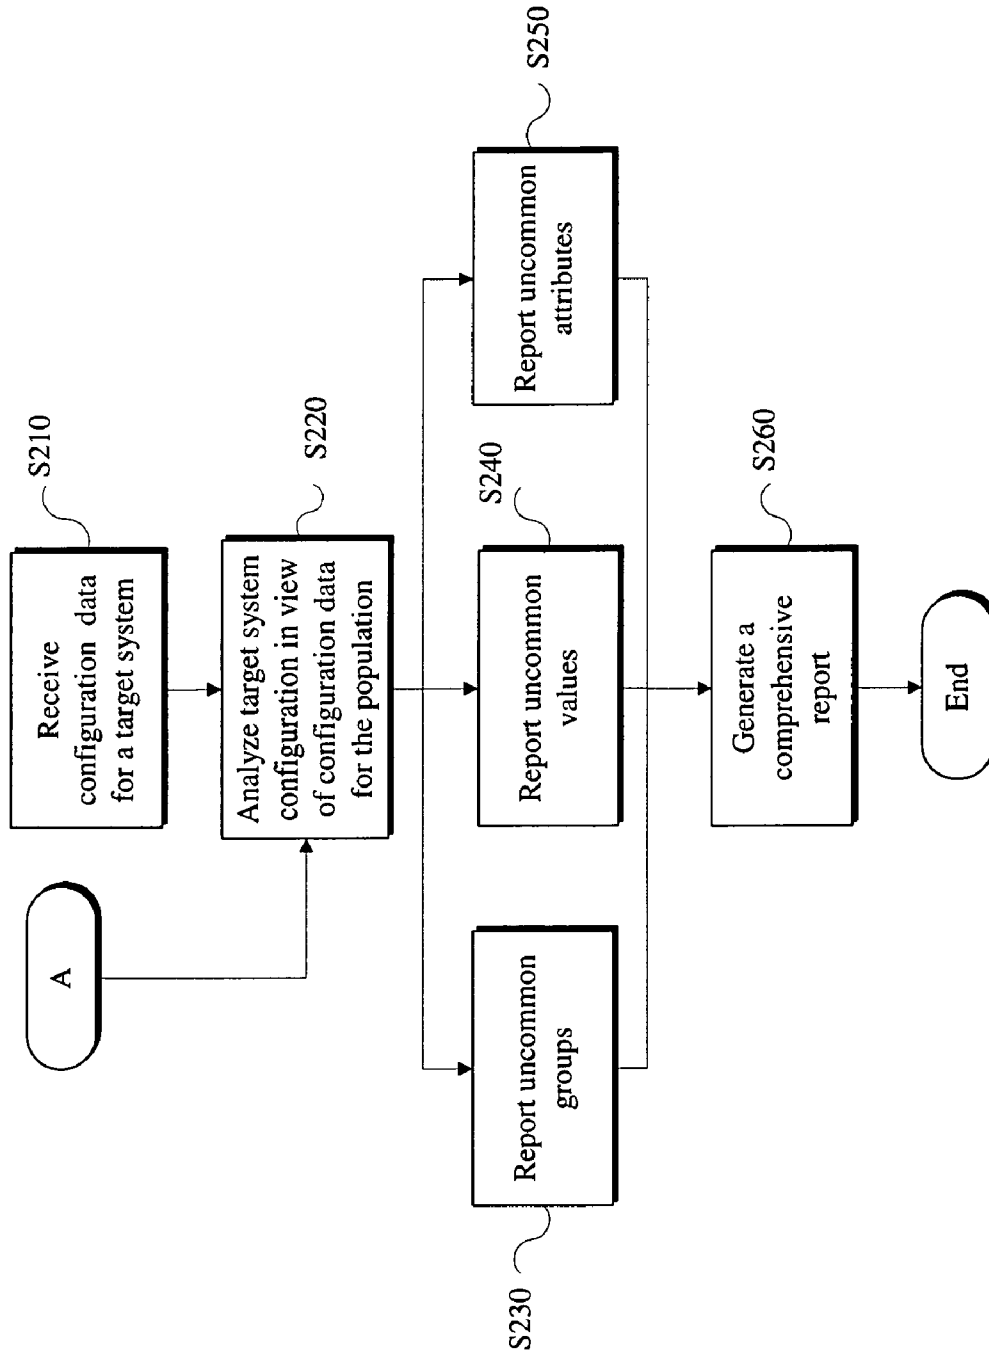 A
Receive
configuration data
for a target system
S210
Analyze target system
configuration in view
of configuration data
for the population
S220
Report uncommon
groups
S230
Report uncommon
values
S240
Report uncommon
attributes
S250
Generate a
comprehensive
report
S260
End